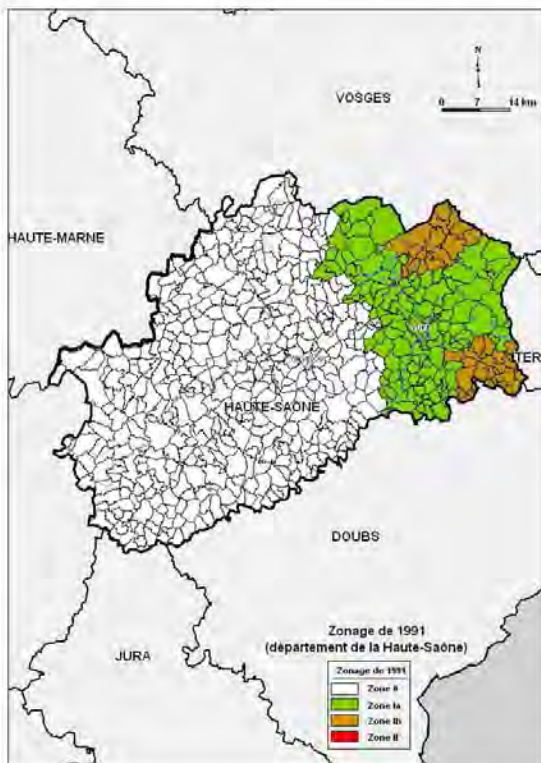 N
0 7 14 km
VOSGES
HAUTE-MARNE
TER
HAUTE-SAÔNE
DOUBS
JURA
Zonage de 1991
(département de la Haute-Saône)
Zonage de 1991
Zone 0
Zone Ia
Zone Ib
Zone II